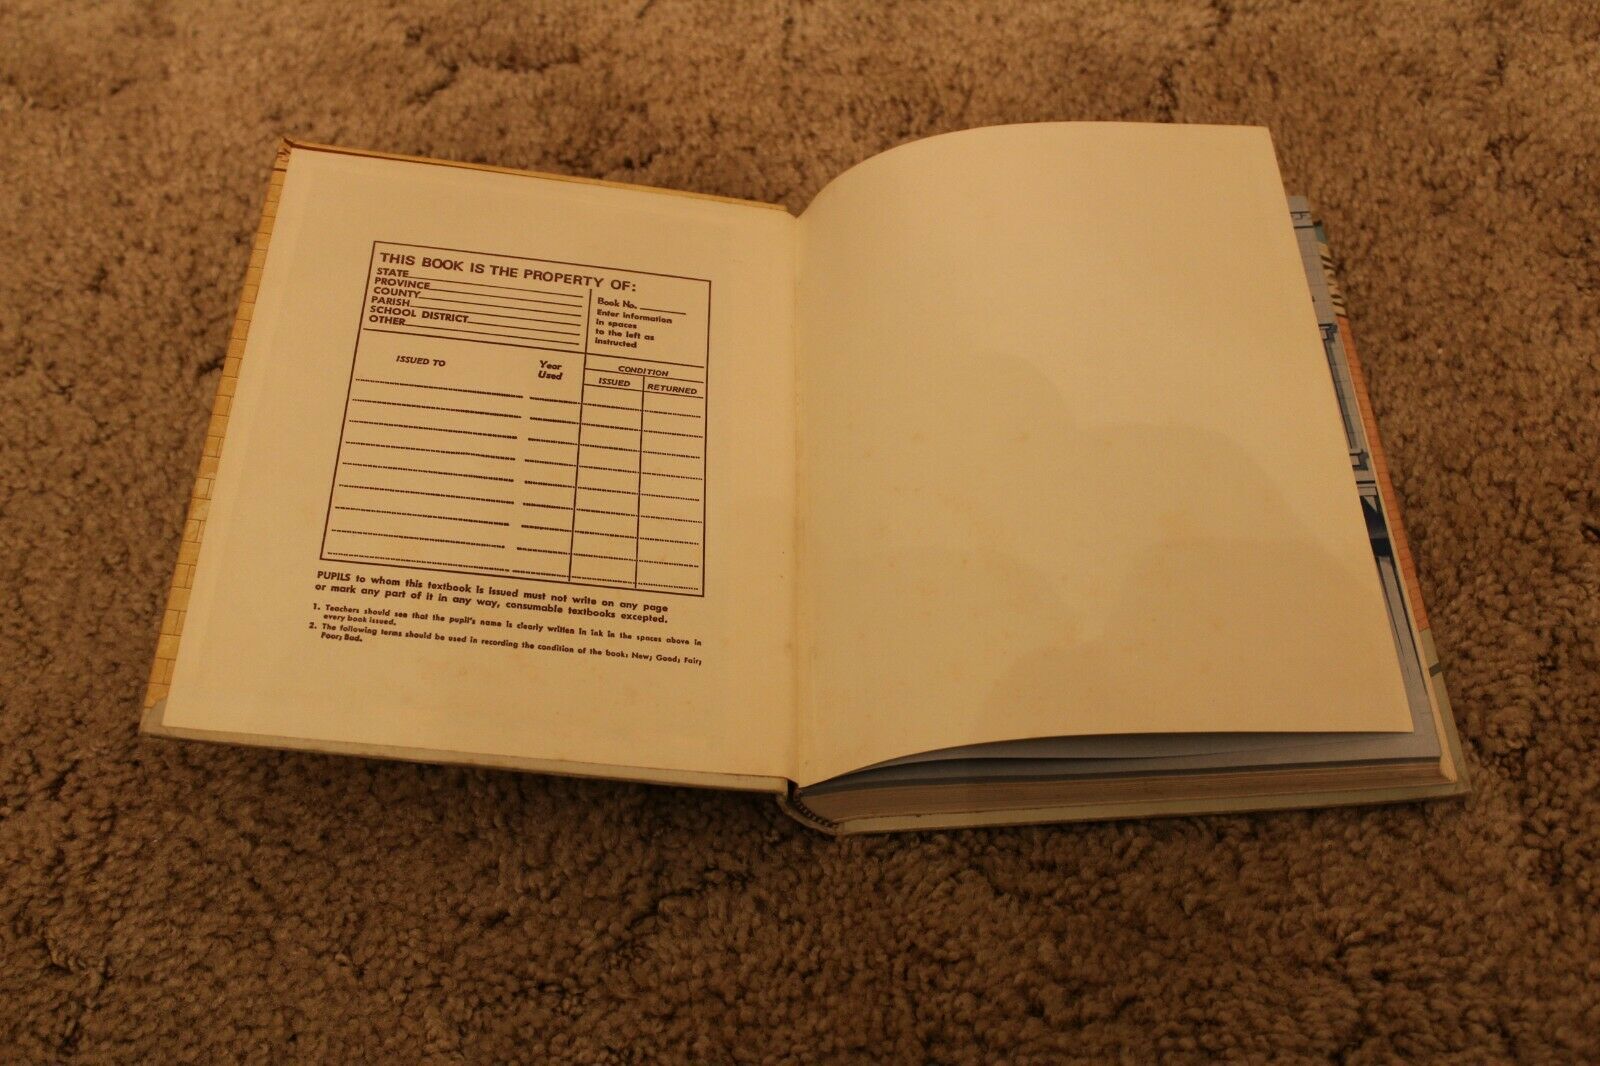 THIS BOOK IS THE PROPERTY OF:
STATE
PROVINCE
COUNTY
PARISH
SCHOOL DISTRICT
OTHER
Book No.
Enter information
in spaces
to the left as
instructed
ISSUED TO
Year
Used
CONDITION
ISSUED
RETURNED
PUPILS to whom this textbook is issued must not write on any page
or mark any part of it in any way, consumable textbooks excepted.
1. Teachers should see that the pupil's name is clearly written in ink in the spaces above in
every book issued.
2. The following terms should be used in recording the condition of the book: New; Good; Fair;
Poor; Bad.